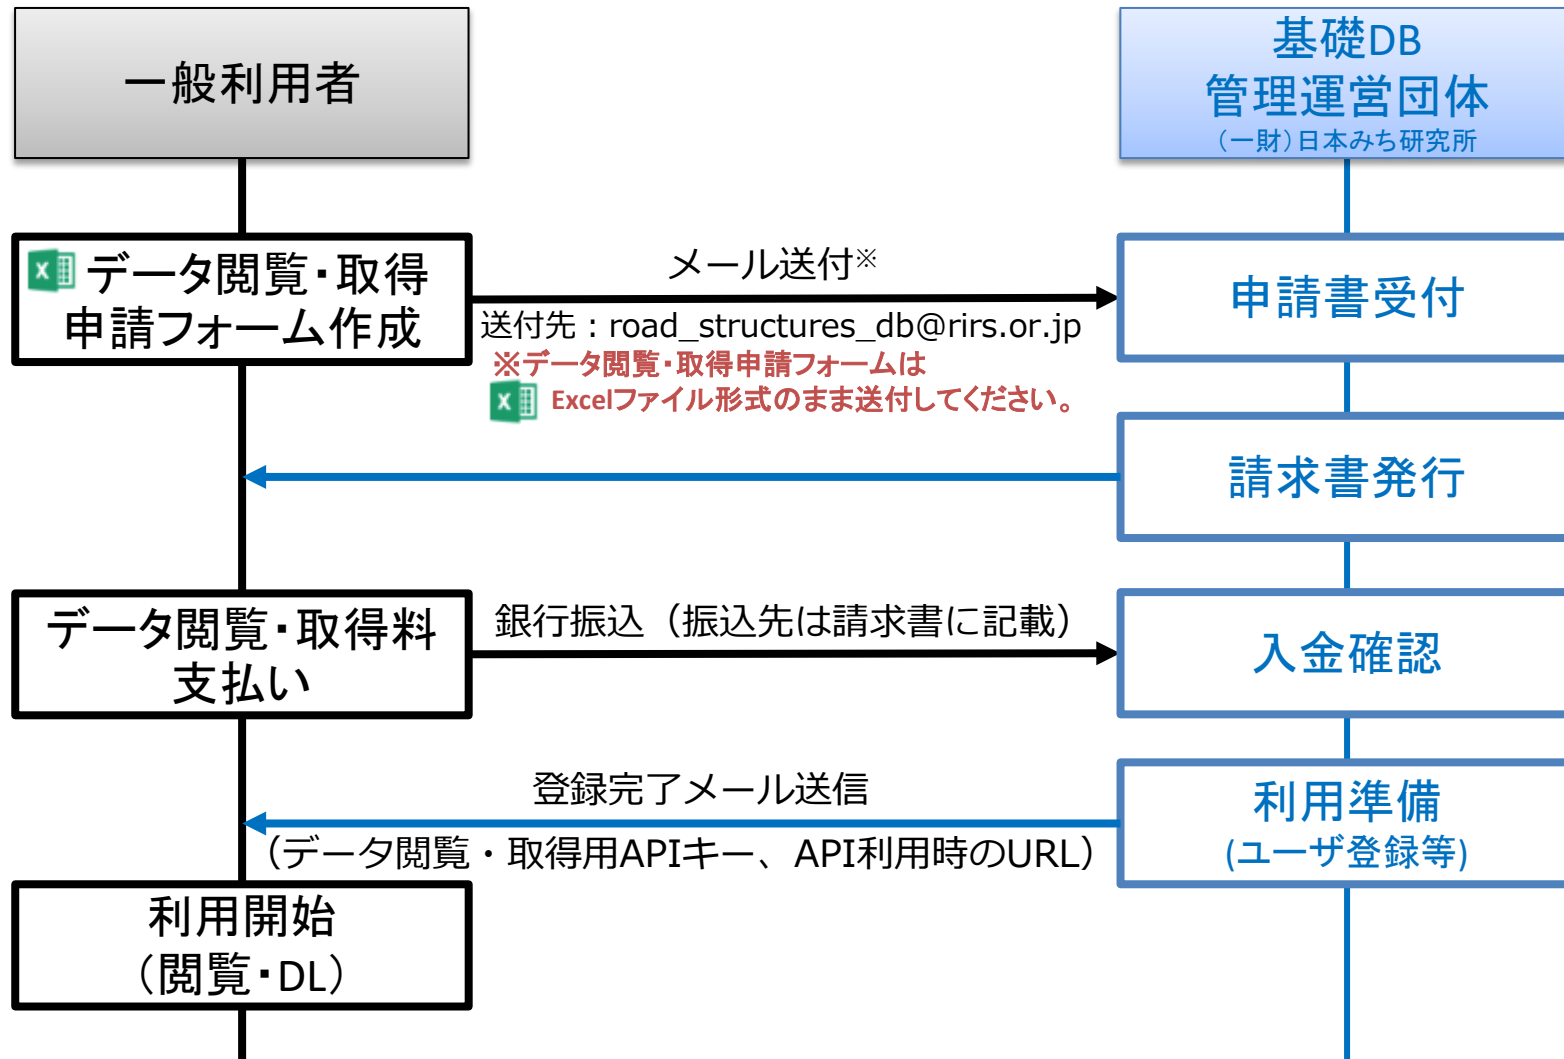 一般利用者
基礎DB
管理運営団体
（一財）日本みち研究所
データ閲覧・取得
申請フォーム作成
メール送付※
送付先：road_structures_db@rirs.or.jp
※データ閲覧・取得申請フォームは
Excelファイル形式のまま送付してください。
申請書受付
請求書発行
データ閲覧・取得料
支払い
銀行振込（振込先は請求書に記載）
入金確認
登録完了メール送信
（データ閲覧・取得用APIキー、API利用時のURL）
利用準備
(ユーザ登録等)
利用開始
（閲覧・DL）